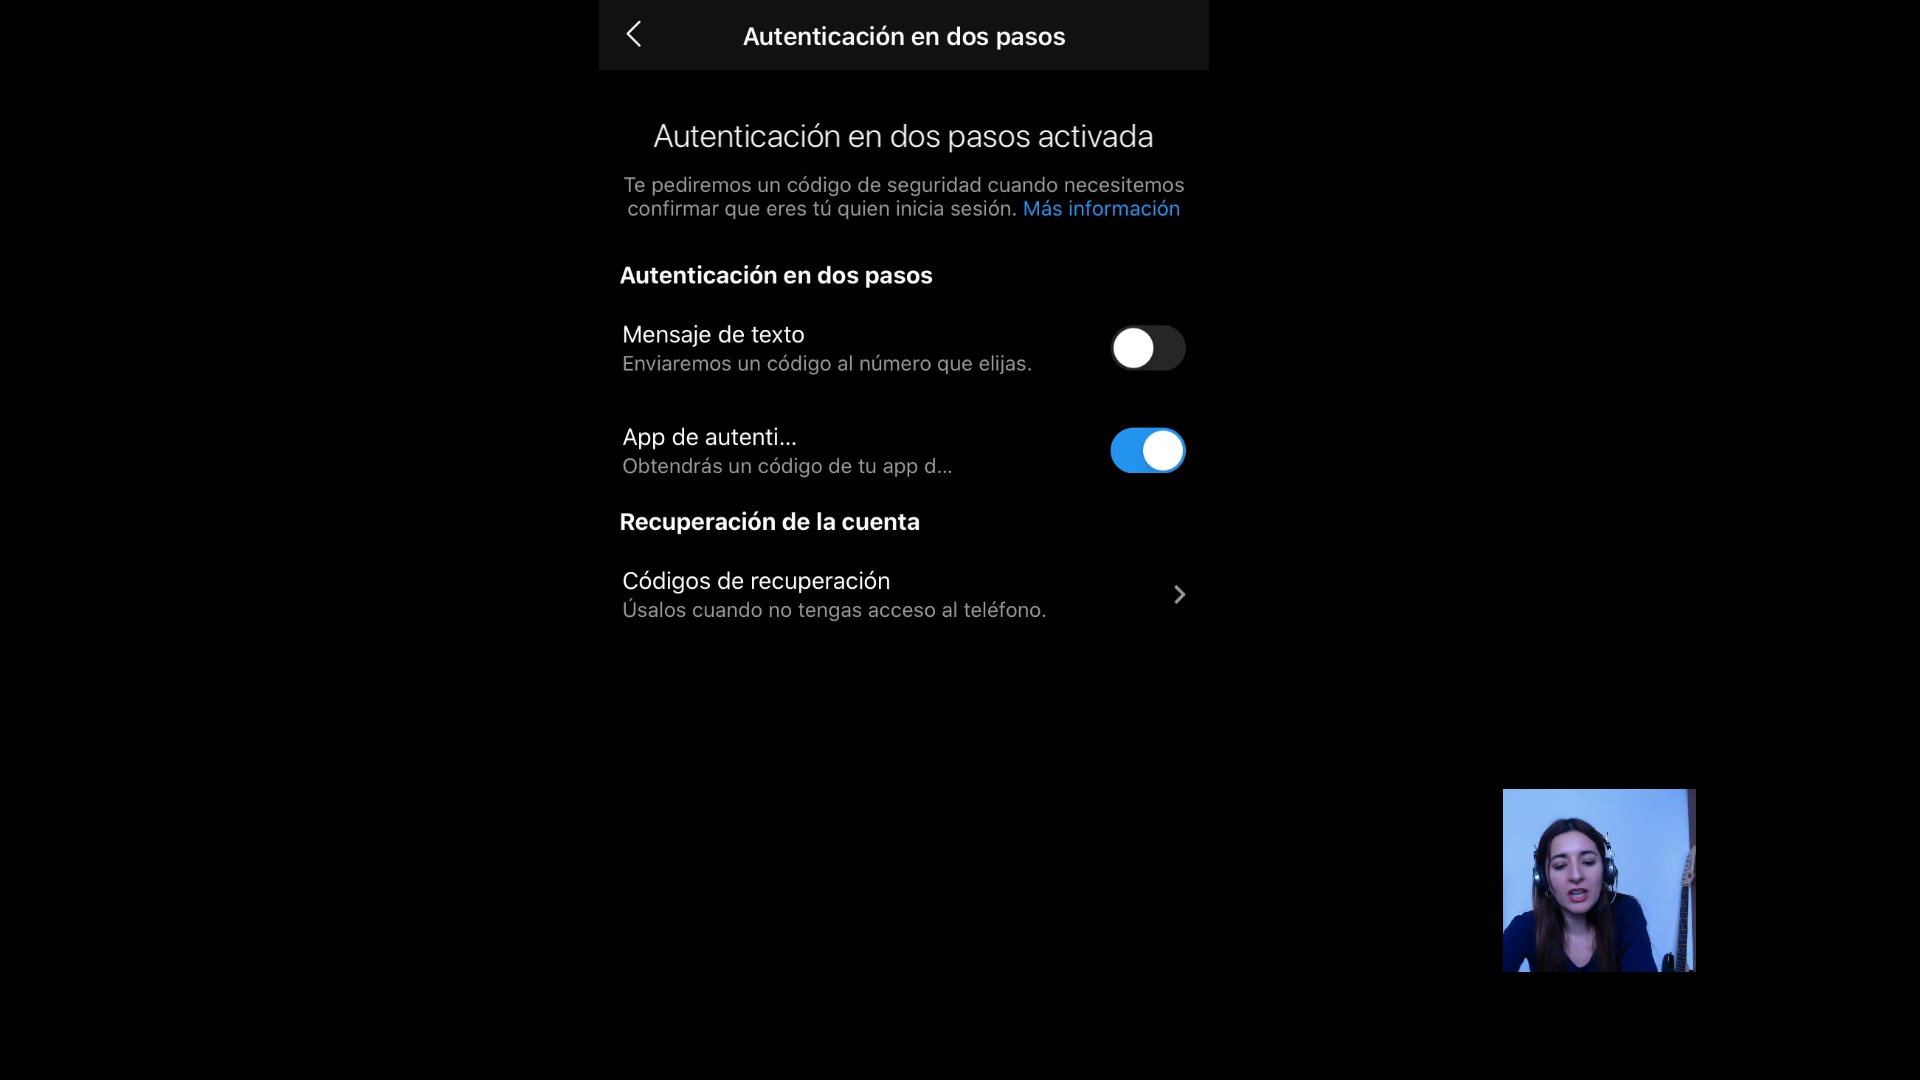 Autenticación en dos pasos
Autenticación en dos pasos activada
Te pediremos un código de seguridad cuando necesitemos
confirmar que eres tú quien inicia sesión. Más información
Autenticación en dos pasos
Mensaje de texto
Enviaremos un código al número que elijas.
App de autenti...
Obtendrás un código de tu app d...
Recuperación de la cuenta
Códigos de recuperación
Úsalos cuando no tengas acceso al teléfono.